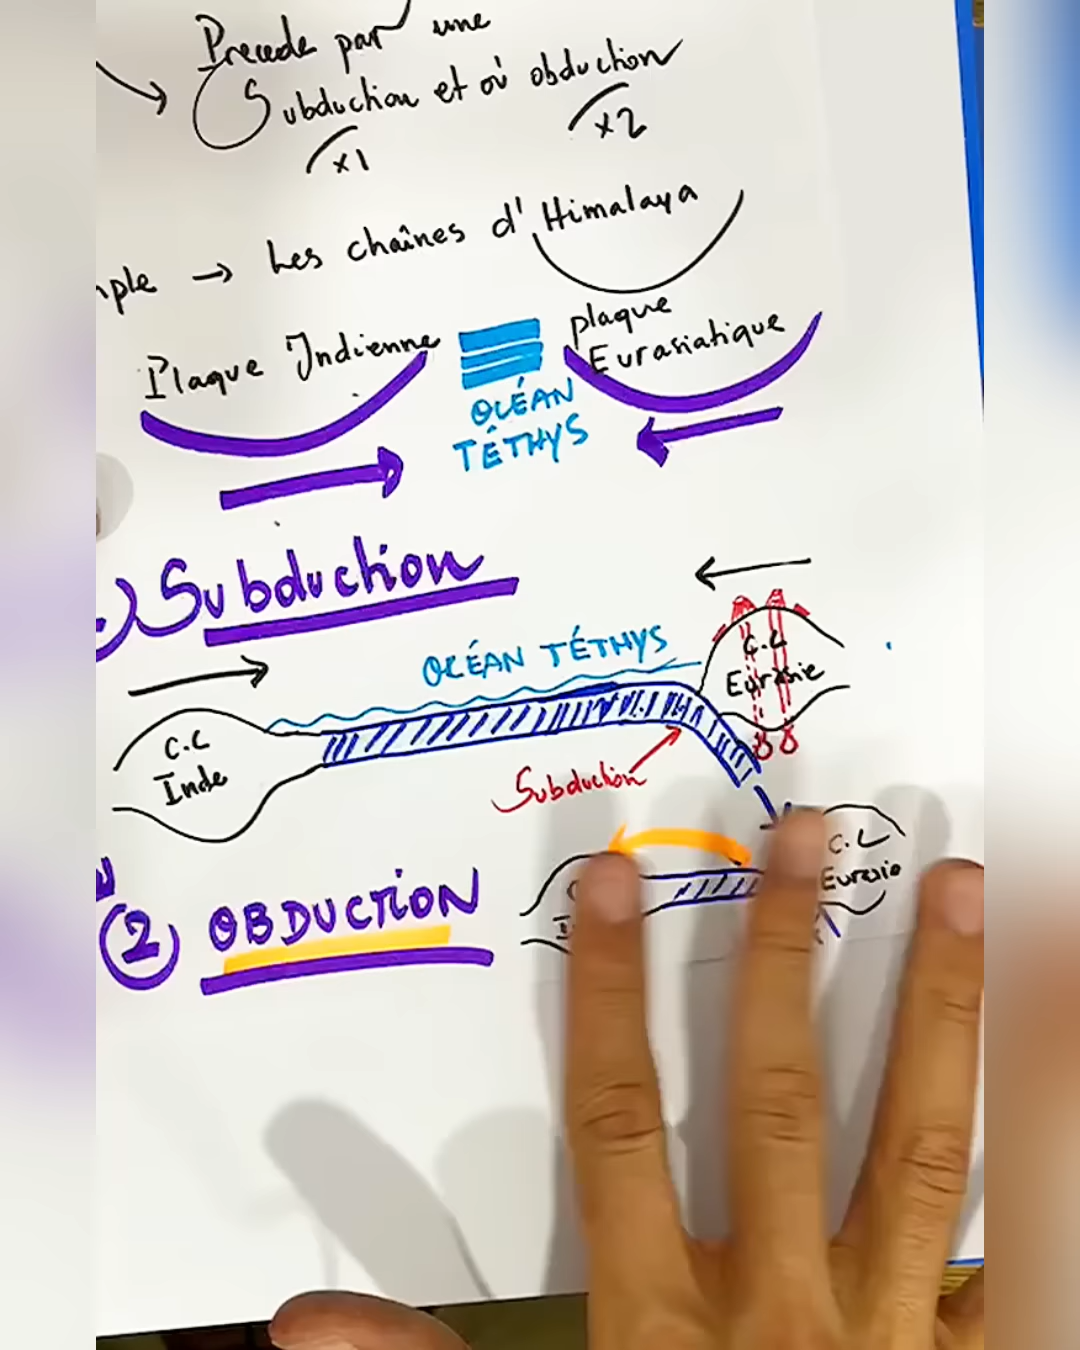 Precede par une
Subduction et où obduction
x1
x2
mple → Les chaînes d'Himalaya
Plaque Indienne
plaque
Eurasiatique
OCÉAN
TÉTHYS
Subduction
OCÉAN TÉTHYS
C.C
Eurasie
C.C
Inde
Subduction
C.C
Eurasie
2 OBDUCTION